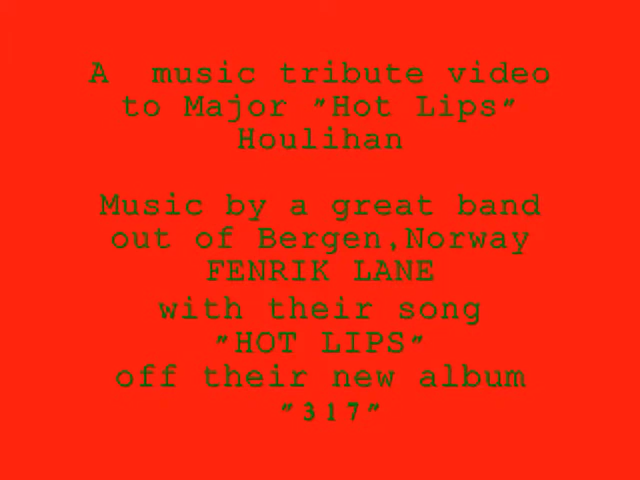 A music tribute video
to Major "Hot Lips"
Houlihan
Music by a great band
out of Bergen,Norway
FENRIK LANE
with their song
"HOT LIPS"
off their new album
"317"